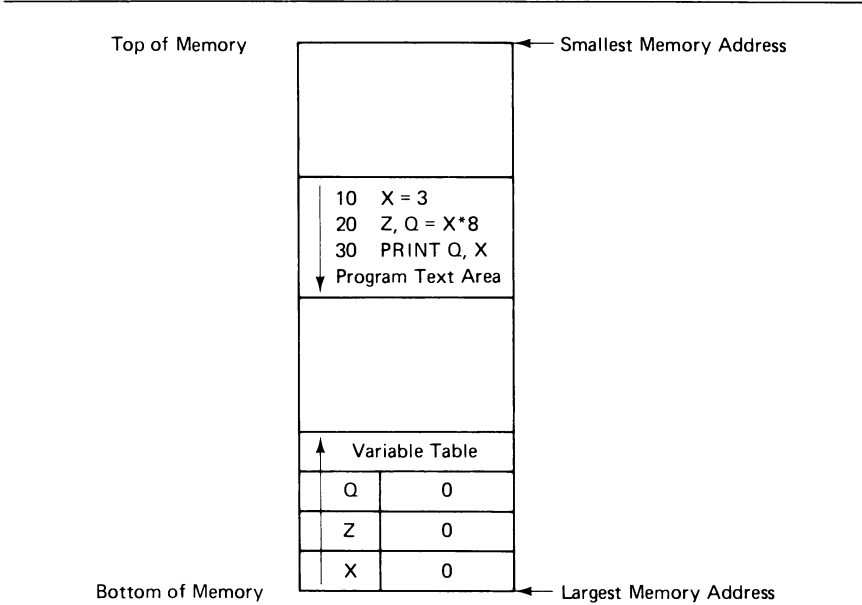 Top of Memory
Smallest Memory Address
10 X = 3
20 Z, Q = X*8
30 PRINT Q, X
Program Text Area
Variable Table
Q 0
Z 0
X 0
Bottom of Memory
Largest Memory Address